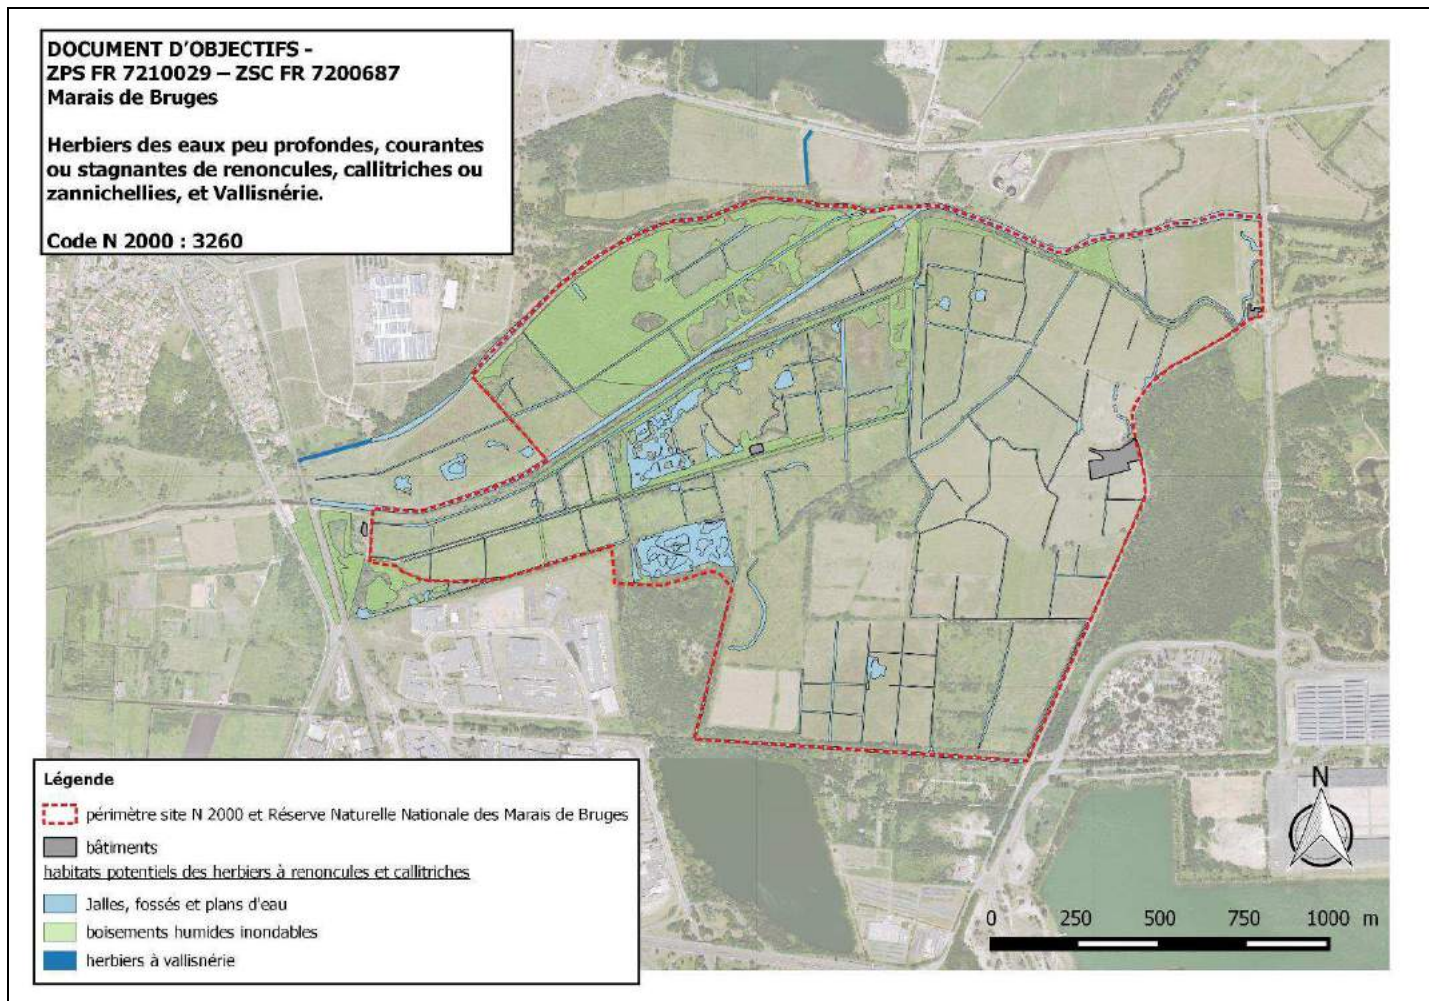 DOCUMENT D'OBJECTIFS -
ZPS FR 7210029 – ZSC FR 7200687
Marais de Bruges
Herbiers des eaux peu profondes, courantes
ou stagnantes de renoncules, callitriches ou
zannichellies, et Vallisnérie.
Code N 2000 : 3260
Légende
périmètre site N 2000 et Réserve Naturelle Nationale des Marais de Bruges
bâtiments
habitats potentiels des herbiers à renoncules et callitriches
Jalles, fossés et plans d'eau
boisements humides inondables
herbiers à vallisnérie
N
0 250 500 750 1000 m